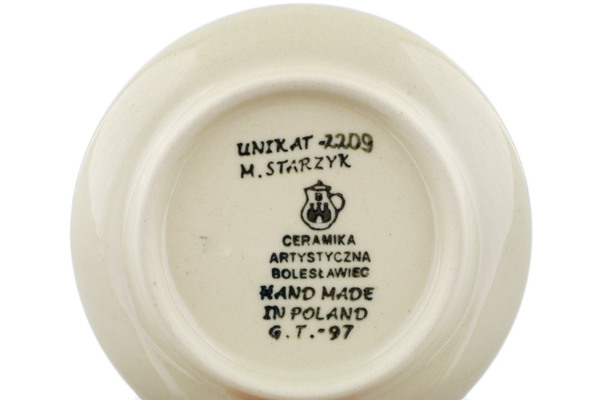 UNIKAT-2209
M. STARZYK
CERAMIKA
ARTYSTYCZNA
BOLESŁAWIEC
HAND MADE
IN POLAND
G.T.-97